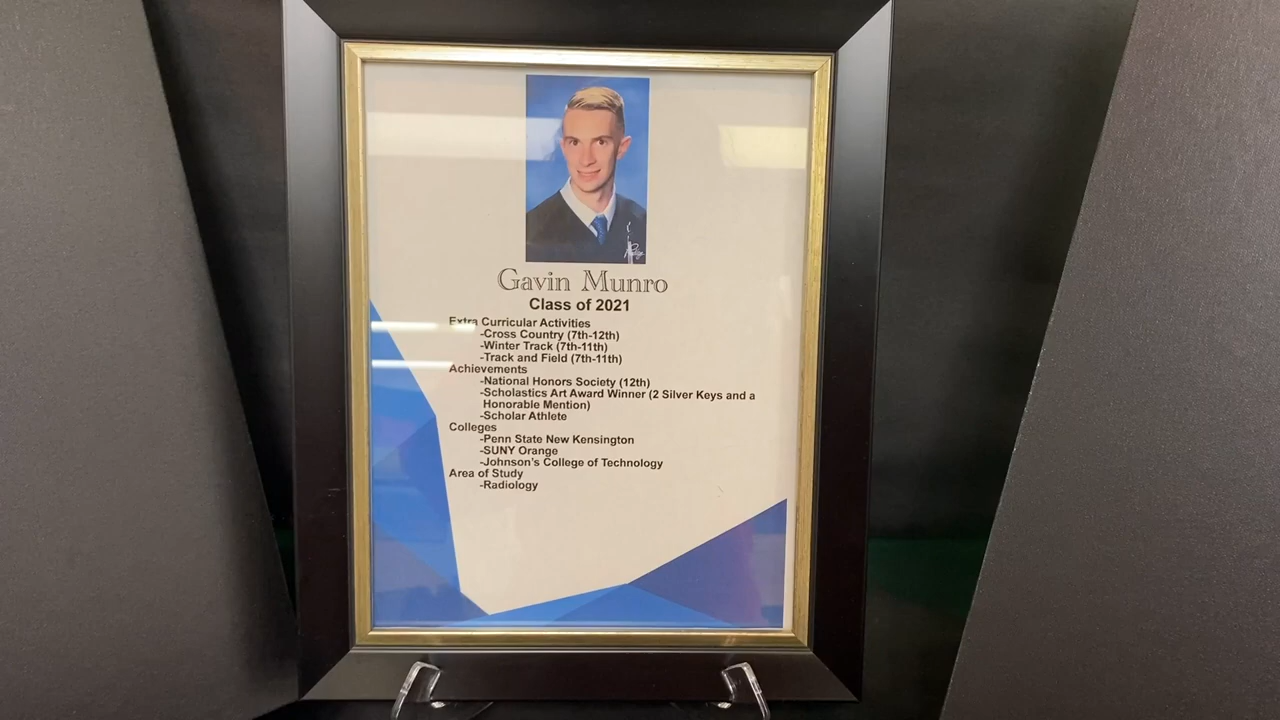 Gavin Munro
Class of 2021
Extra Curricular Activities
-Cross Country (7th-12th)
-Winter Track (7th-11th)
-Track and Field (7th-11th)
Achievements
-National Honors Society (12th)
-Scholastics Art Award Winner (2 Silver Keys and a
Honorable Mention)
-Scholar Athlete
Colleges
-Penn State New Kensington
-SUNY Orange
-Johnson's College of Technology
Area of Study
-Radiology